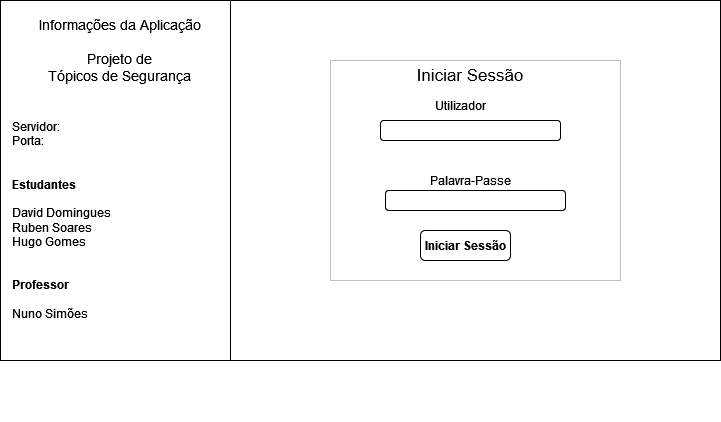 Informações da Aplicação
Projeto de
Tópicos de Segurança
Servidor:
Porta:
Estudantes
David Domingues
Ruben Soares
Hugo Gomes
Professor
Nuno Simões
Iniciar Sessão
Utilizador
Palavra-Passe
Iniciar Sessão